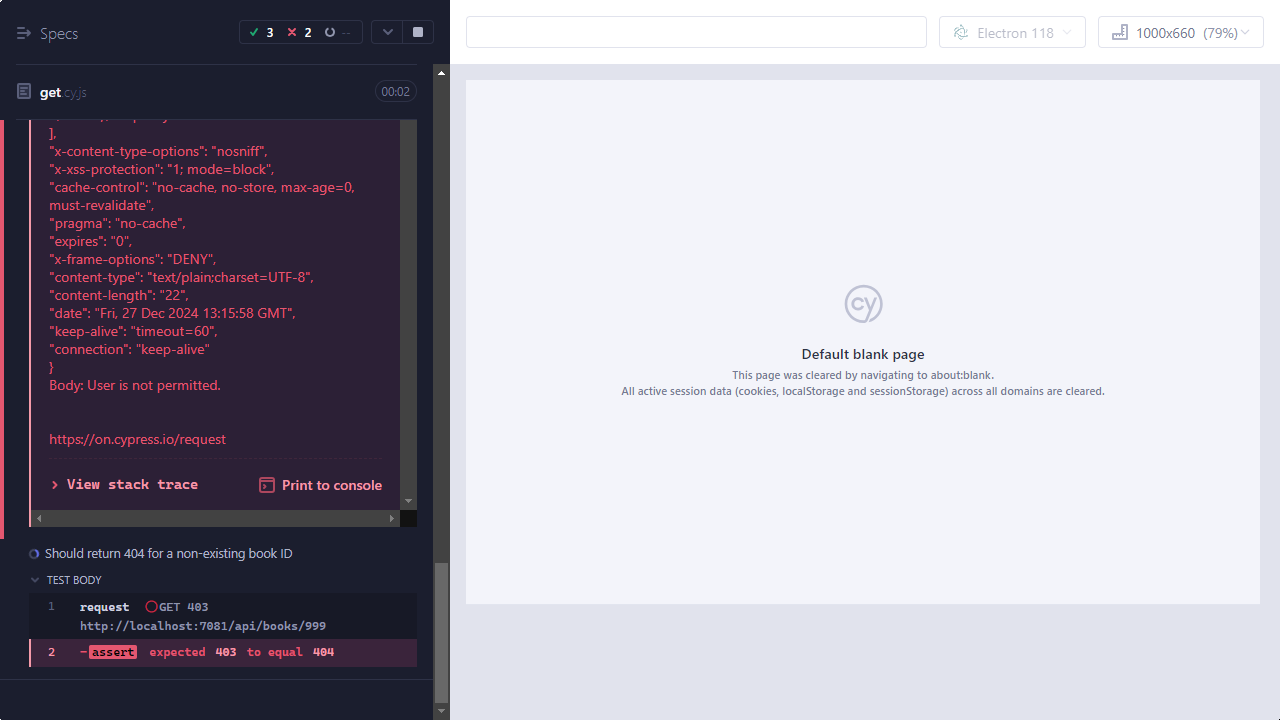 Specs
3 2 --
Electron 118
1000x660 (79%)
get.cy.js
00:02
],
"x-content-type-options": "nosniff",
"x-xss-protection": "1; mode=block",
"cache-control": "no-cache, no-store, max-age=0,
must-revalidate",
"pragma": "no-cache",
"expires": "0",
"x-frame-options": "DENY",
"content-type": "text/plain;charset=UTF-8",
"content-length": "22",
"date": "Fri, 27 Dec 2024 13:15:58 GMT",
"keep-alive": "timeout=60",
"connection": "keep-alive"
}
Body: User is not permitted.
https://on.cypress.io/request
View stack trace
Print to console
Should return 404 for a non-existing book ID
TEST BODY
1 request GET 403
http://localhost:7081/api/books/999
2 -assert expected 403 to equal 404
cy
Default blank page
This page was cleared by navigating to about:blank.
All active session data (cookies, localStorage and sessionStorage) across all domains are cleared.